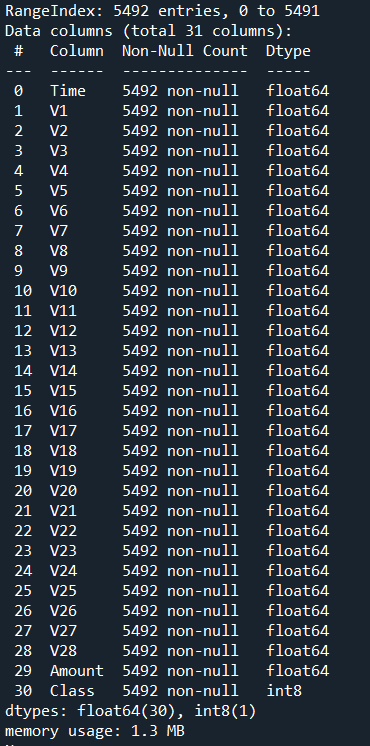 RangeIndex: 5492 entries, 0 to 5491
Data columns (total 31 columns):
 #   Column  Non-Null Count  Dtype
---  ------  --------------  -----
 0   Time    5492 non-null   float64
 1   V1      5492 non-null   float64
 2   V2      5492 non-null   float64
 3   V3      5492 non-null   float64
 4   V4      5492 non-null   float64
 5   V5      5492 non-null   float64
 6   V6      5492 non-null   float64
 7   V7      5492 non-null   float64
 8   V8      5492 non-null   float64
 9   V9      5492 non-null   float64
 10  V10     5492 non-null   float64
 11  V11     5492 non-null   float64
 12  V12     5492 non-null   float64
 13  V13     5492 non-null   float64
 14  V14     5492 non-null   float64
 15  V15     5492 non-null   float64
 16  V16     5492 non-null   float64
 17  V17     5492 non-null   float64
 18  V18     5492 non-null   float64
 19  V19     5492 non-null   float64
 20  V20     5492 non-null   float64
 21  V21     5492 non-null   float64
 22  V22     5492 non-null   float64
 23  V23     5492 non-null   float64
 24  V24     5492 non-null   float64
 25  V25     5492 non-null   float64
 26  V26     5492 non-null   float64
 27  V27     5492 non-null   float64
 28  V28     5492 non-null   float64
 29  Amount  5492 non-null   float64
 30  Class   5492 non-null   int8
dtypes: float64(30), int8(1)
memory usage: 1.3 MB